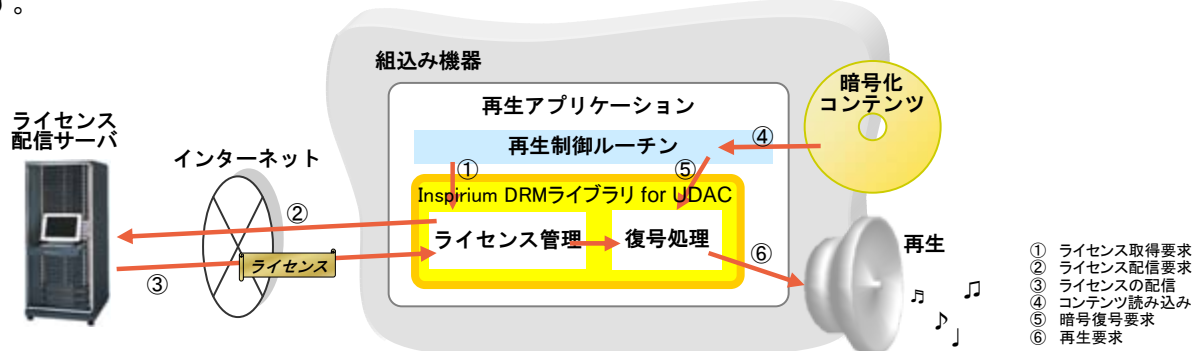 る。
組込み機器
暗号化
コンテンツ
再生アプリケーション
ライセンス
配信サーバ
インターネット
再生制御ルーチン
④
①
⑤
Inspirium DRMライブラリ for UDAC
②
ライセンス管理
復号処理
⑥
再生
ライセンス
③
① ライセンス取得要求
② ライセンス配信要求
③ ライセンスの配信
④ コンテンツ読み込み
⑤ 暗号復号要求
⑥ 再生要求